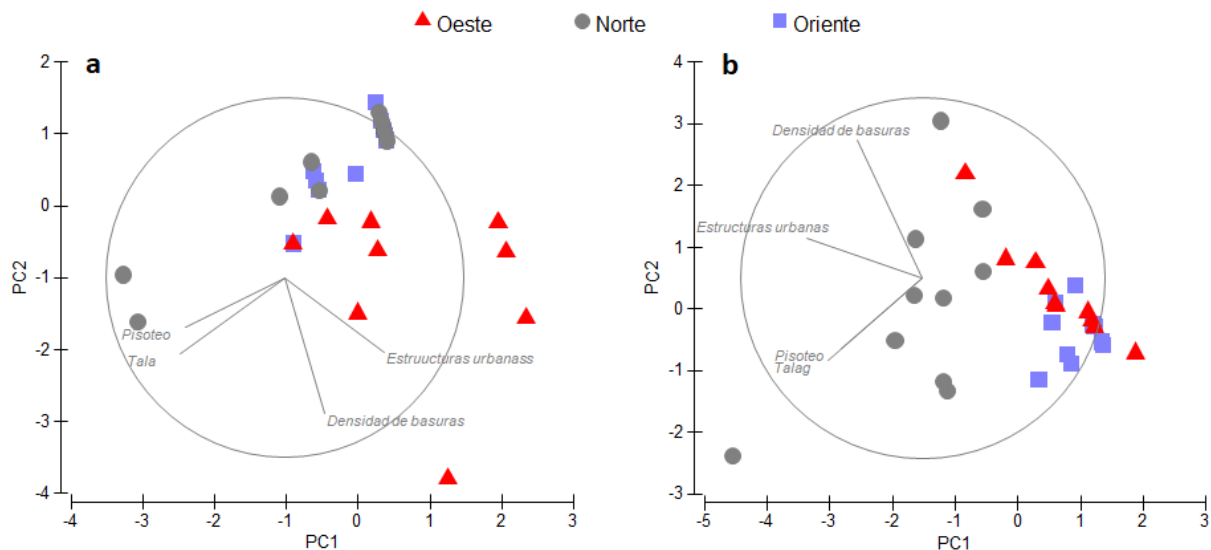 Oeste Norte Oriente
a
2
1
0
-1
-2
-3
-4
PC2
Pisoteo
Tala
Estruucturas urbanass
Densidad de basuras
-4 -3 -2 -1 0 1 2 3
PC1
b
4
3
2
1
0
-1
-2
-3
PC2
Densidad de basuras
Estructuras urbanas
Pisoteo
Talag
-5 -4 -3 -2 -1 0 1 2 3
PC1